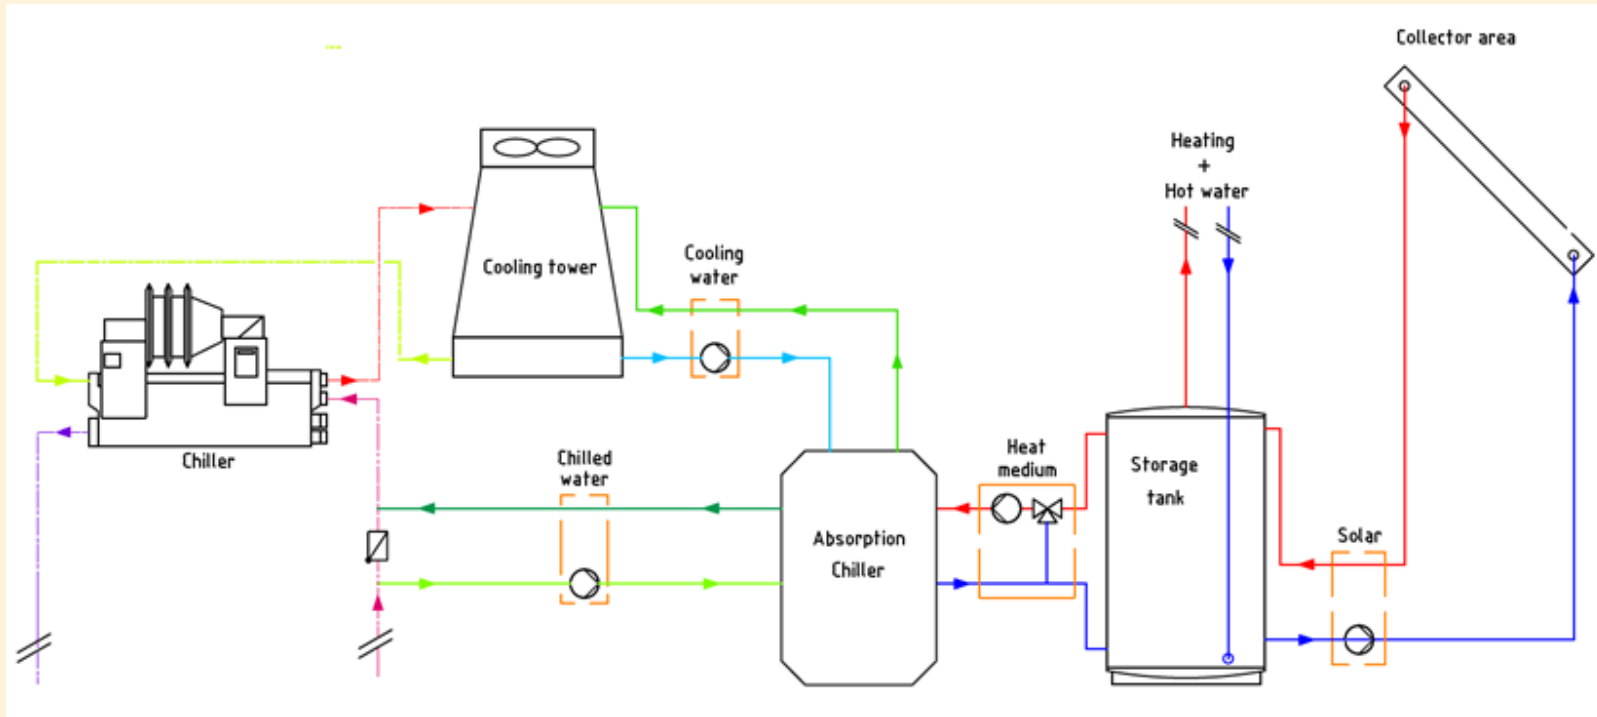 Collector area
Heating
+
Hot water
Cooling
water
Cooling tower
Chiller
Chilled
water
Heat
medium
Storage
tank
Absorption
Chiller
Solar